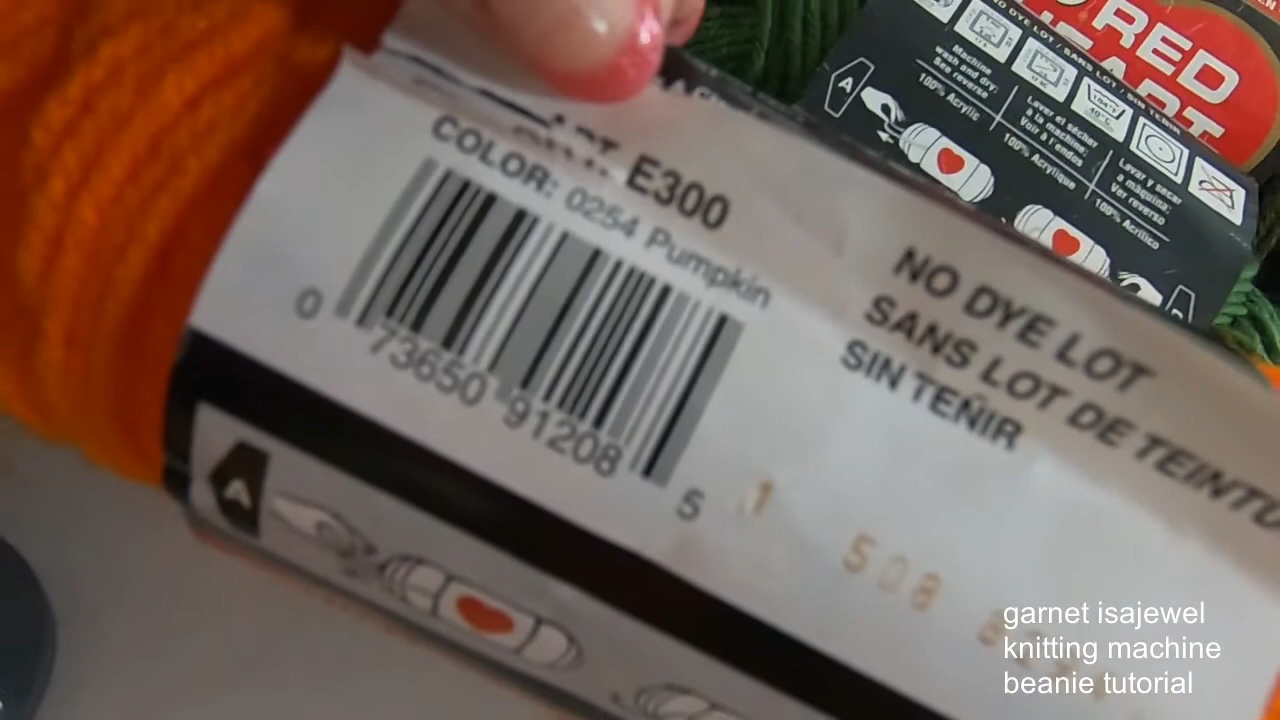 RED
HEART
NO DYE LOT / SANS LOT / SIN TEÑIR
Machine
wash and dry;
See reverse
100% Acrylic
Laver et sécher
à la machine;
Voir à l'endos
100% Acrylique
Lavar y secar
a máquina;
Ver reverso
100% Acrílico
A
ART. E300
COLOR: 0254 Pumpkin
0 73650 91208 5
NO DYE LOT
SANS LOT DE TEINTU
SIN TEÑIR
1 508
A
garnet isajewel
knitting machine
beanie tutorial